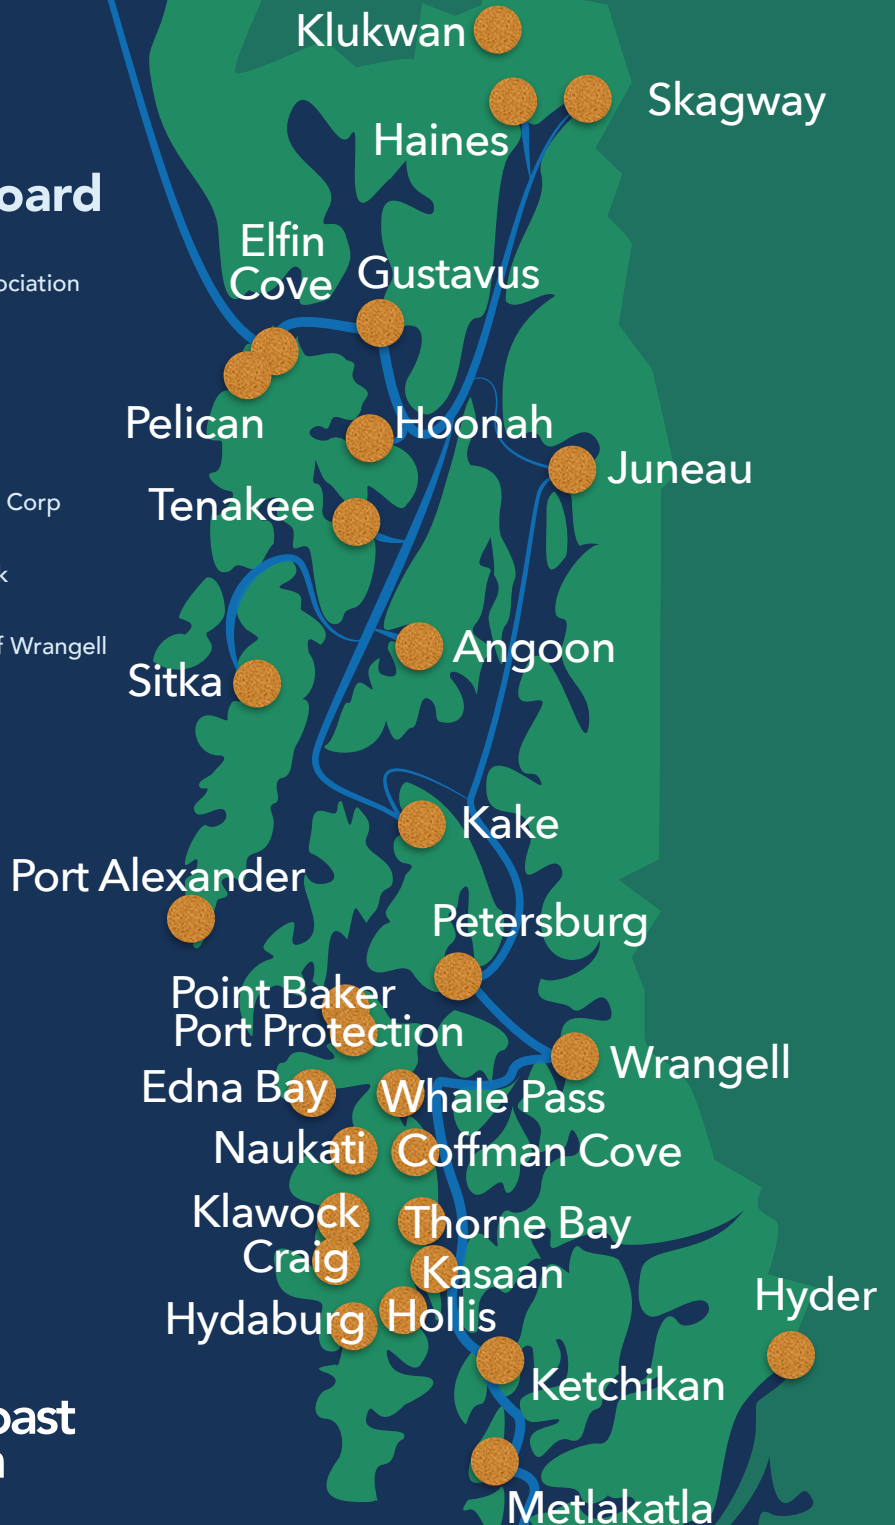 Klukwan
Skagway
Haines
oard
Elfin
Cove
Gustavus
ociation
Pelican
Hoonah
Juneau
Tenakee
Corp
k
f Wrangell
Angoon
Sitka
Kake
Port Alexander
Petersburg
Point Baker
Port Protection
Wrangell
Edna Bay
Whale Pass
Naukati
Coffman Cove
Klawock
Thorne Bay
Craig
Kasaan
Hyder
Hydaburg
Hollis
Ketchikan
oast
n
Metlakatla